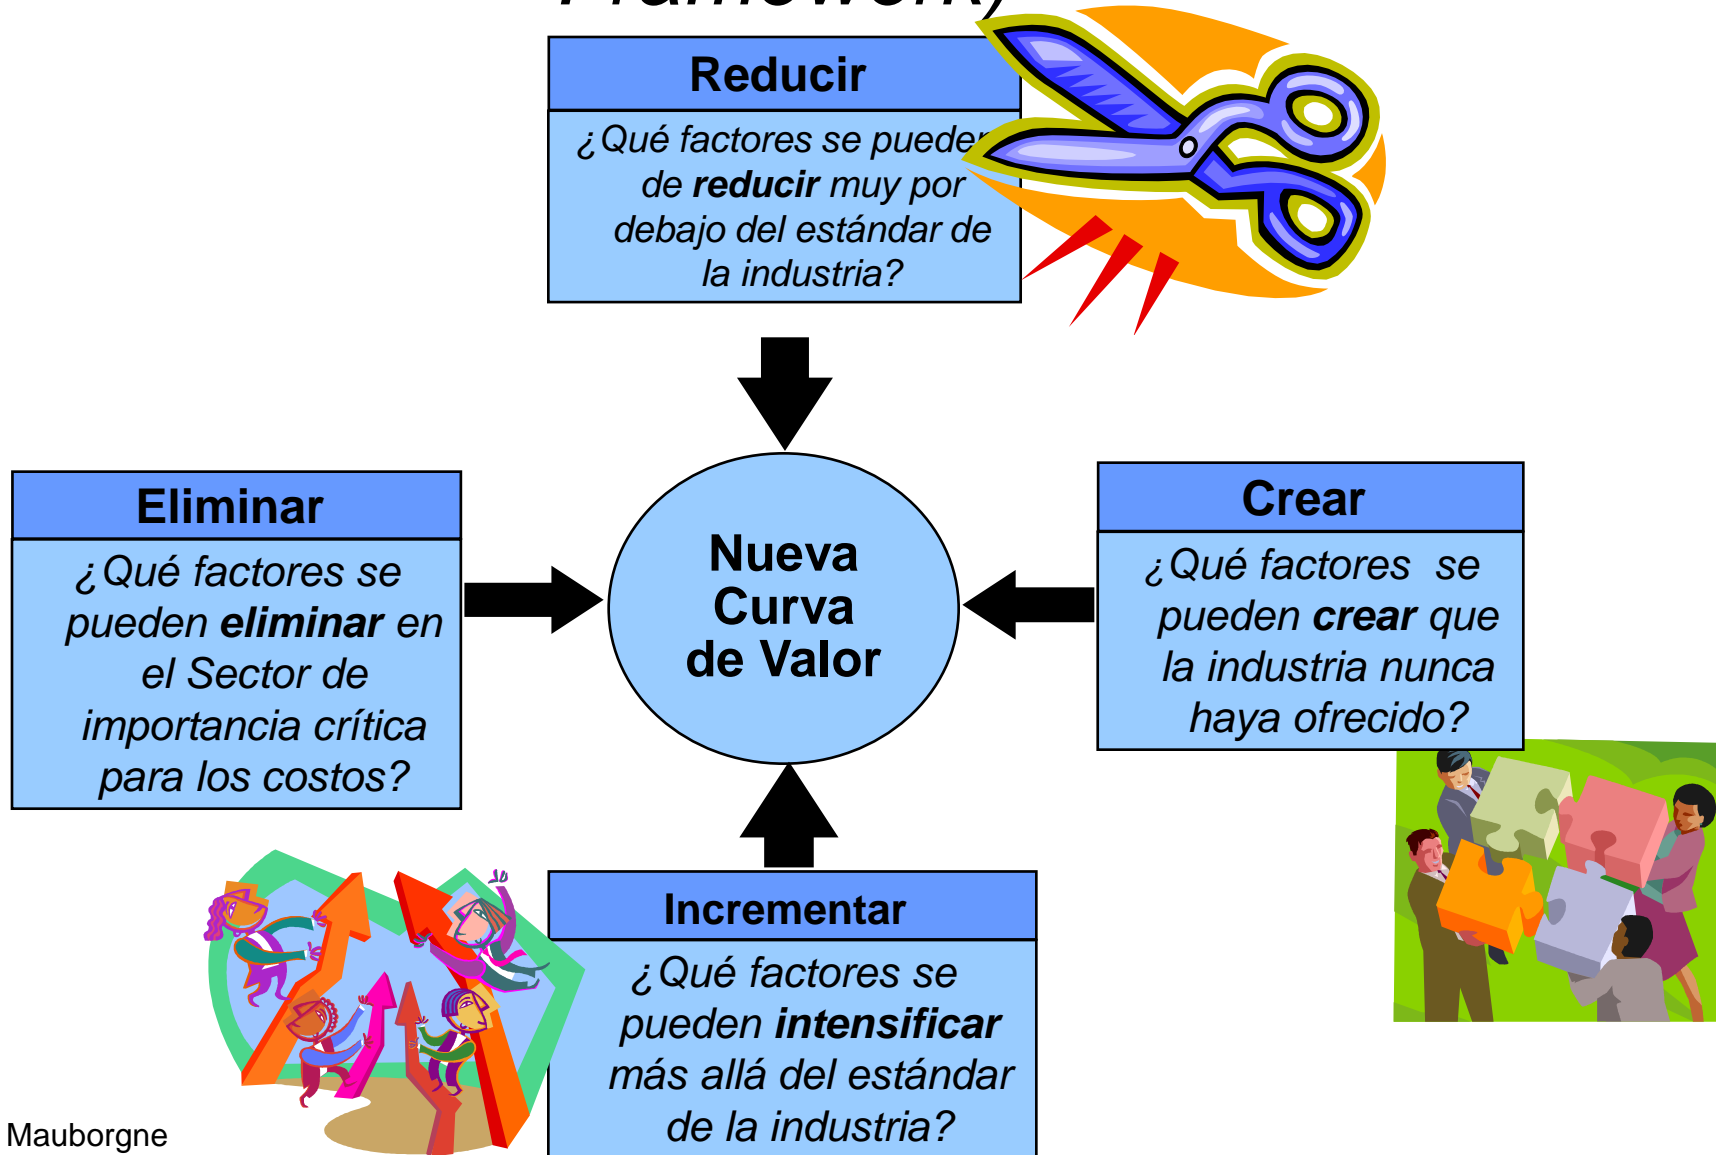 Framework)
Reducir
¿Qué factores se pueden
de reducir muy por
debajo del estándar de
la industria?
Eliminar
¿Qué factores se
pueden eliminar en
el Sector de
importancia crítica
para los costos?
Nueva
Curva
de Valor
Crear
¿Qué factores se
pueden crear que
la industria nunca
haya ofrecido?
Incrementar
¿Qué factores se
pueden intensificar
más allá del estándar
de la industria?
Mauborgne